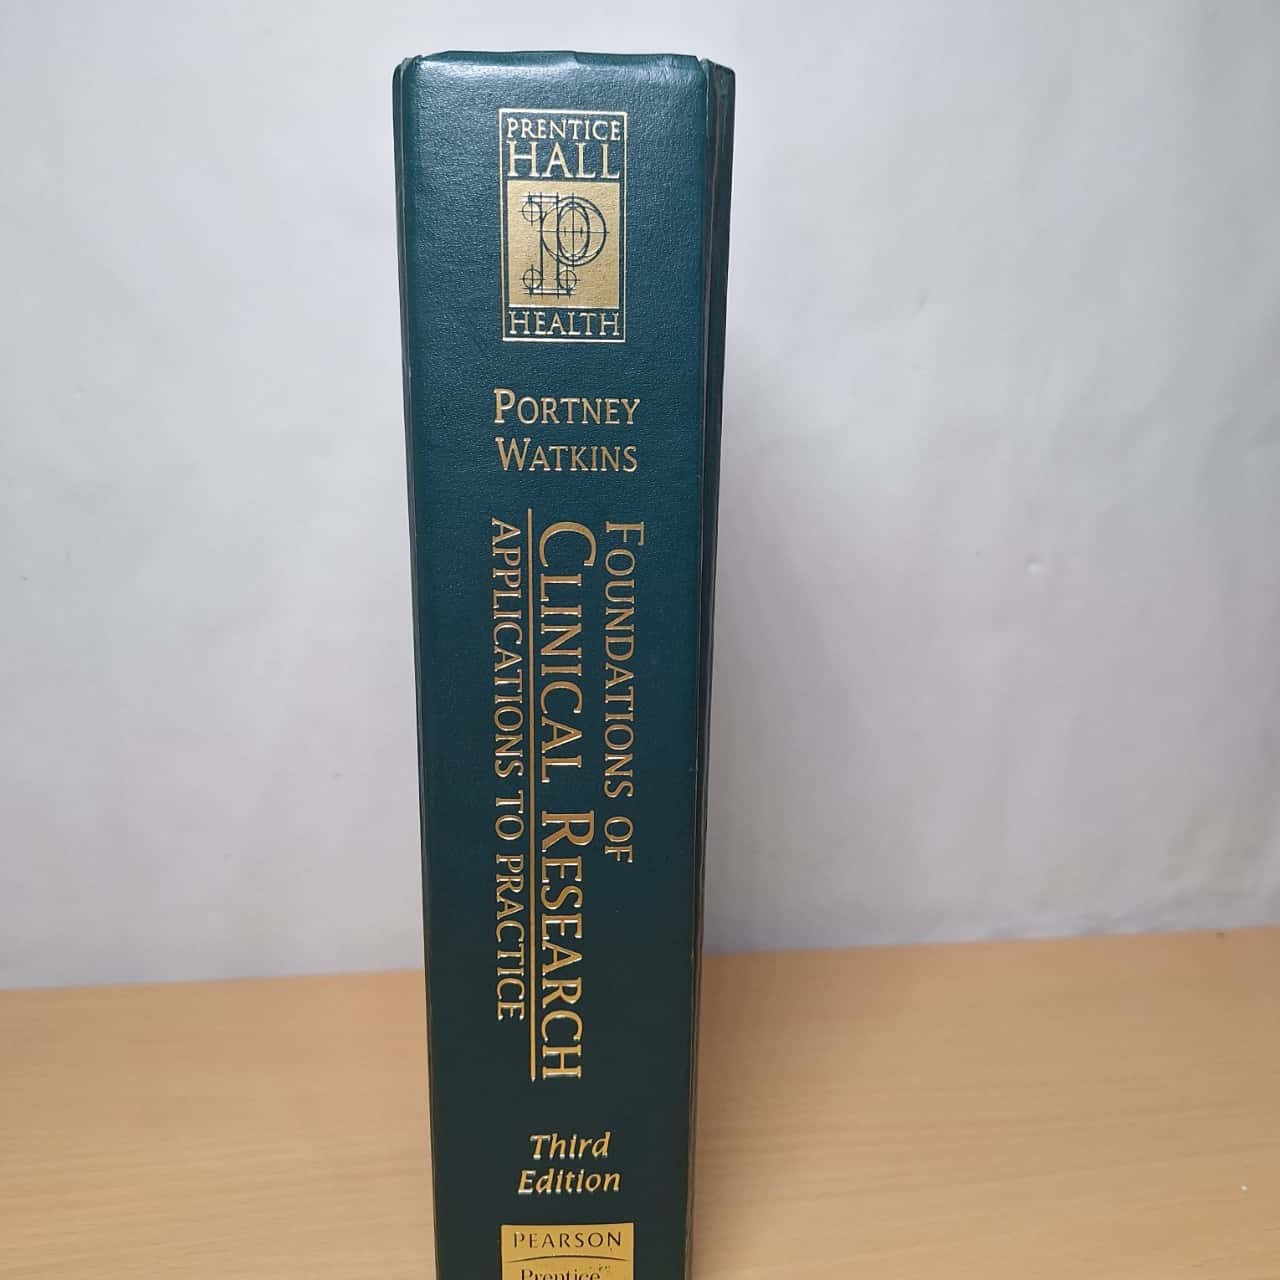 PRENTICE
HALL
HEALTH
PORTNEY
WATKINS
FOUNDATIONS OF
CLINICAL RESEARCH
APPLICATIONS TO PRACTICE
Third
Edition
PEARSON
Prentice